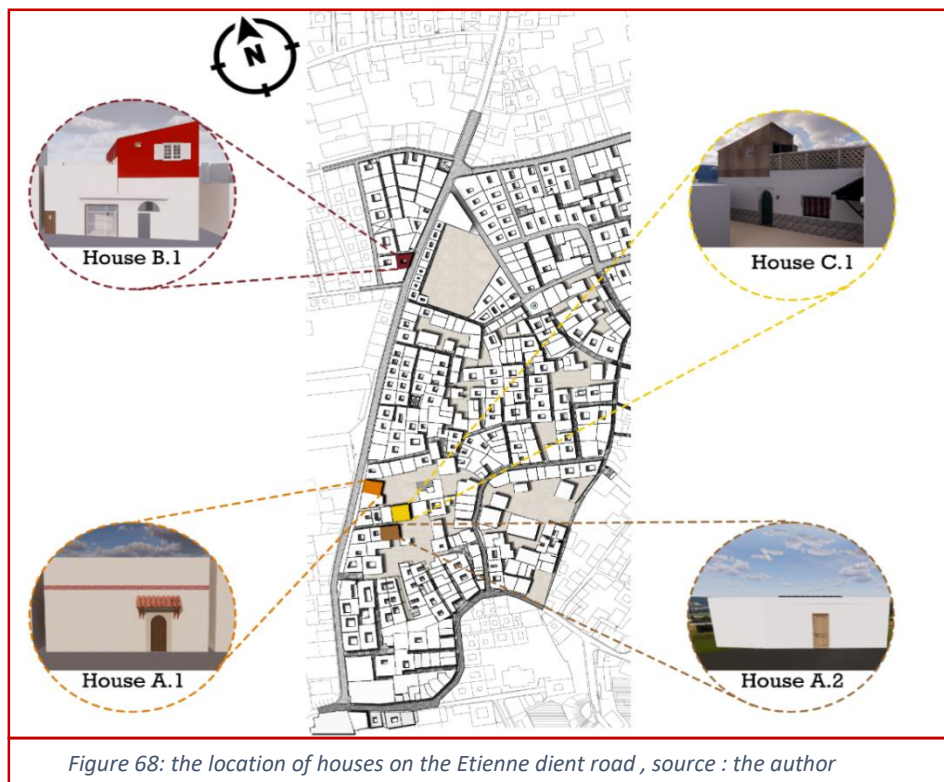 N
House B.1
House C.1
House A.1
House A.2
Figure 68: the location of houses on the Etienne dient road , source : the author